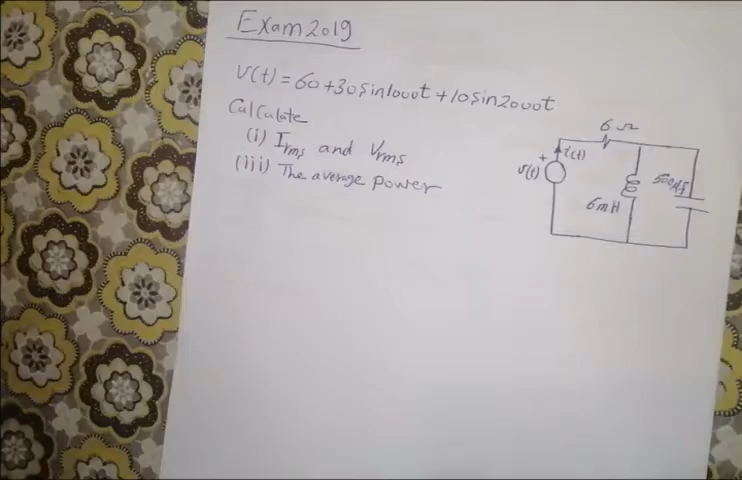 Exam 2019
v(t) = 60 + 30 sin 1000t + 10 sin 2000t
Calculate
(i) Irms and Vrms
(iii) The average power
6 Ω
+ i(t)
v(t)
6mH